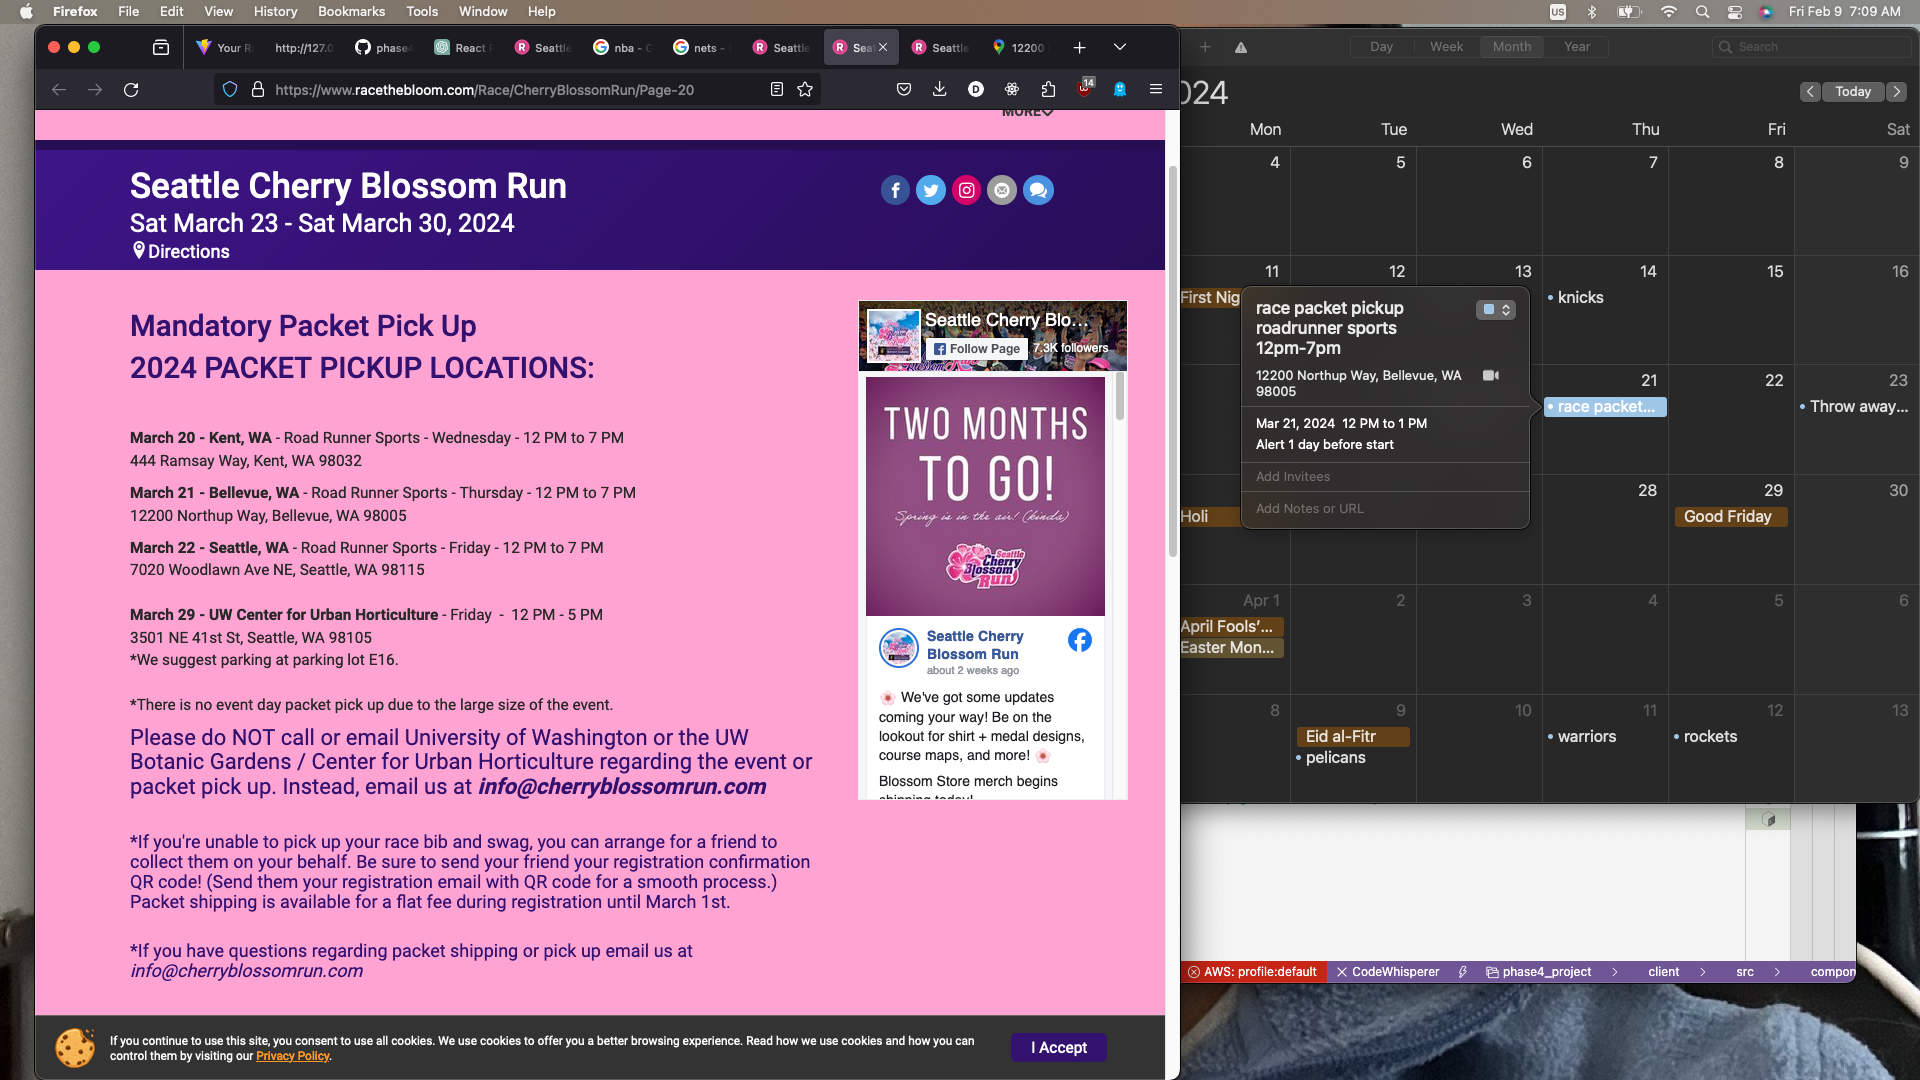 Firefox File Edit View History Bookmarks Tools Window Help
US
Fri Feb 9 7:09 AM
Your R
http://127.0
phase
React
Seattle
nba - G
nets -
Seattle
Sea
Seattle
12200
https://www.racethebloom.com/Race/CherryBlossomRun/Page-20
14
MORE
Seattle Cherry Blossom Run
Sat March 23 - Sat March 30, 2024
Directions
Mandatory Packet Pick Up
2024 PACKET PICKUP LOCATIONS:
March 20 - Kent, WA - Road Runner Sports - Wednesday - 12 PM to 7 PM
444 Ramsay Way, Kent, WA 98032
March 21 - Bellevue, WA - Road Runner Sports - Thursday - 12 PM to 7 PM
12200 Northup Way, Bellevue, WA 98005
March 22 - Seattle, WA - Road Runner Sports - Friday - 12 PM to 7 PM
7020 Woodlawn Ave NE, Seattle, WA 98115
March 29 - UW Center for Urban Horticulture - Friday - 12 PM - 5 PM
3501 NE 41st St, Seattle, WA 98105
*We suggest parking at parking lot E16.
*There is no event day packet pick up due to the large size of the event.
Please do NOT call or email University of Washington or the UW
Botanic Gardens / Center for Urban Horticulture regarding the event or
packet pick up. Instead, email us at info@cherryblossomrun.com
*If you're unable to pick up your race bib and swag, you can arrange for a friend to
collect them on your behalf. Be sure to send your friend your registration confirmation
QR code! (Send them your registration email with QR code for a smooth process.)
Packet shipping is available for a flat fee during registration until March 1st.
*If you have questions regarding packet shipping or pick up email us at
info@cherryblossomrun.com
Seattle Cherry Blo...
Follow Page
7.3K followers
TWO MONTHS
TO GO!
Spring is in the air! (kinda)
Seattle
Cherry
Blossom
Run
Seattle Cherry
Blossom Run
about 2 weeks ago
🌸 We've got some updates
coming your way! Be on the
lookout for shirt + medal designs,
course maps, and more! 🌸
Blossom Store merch begins
shipping today!
If you continue to use this site, you consent to use all cookies. We use cookies to offer you a better browsing experience. Read how we use cookies and how you can
control them by visiting our Privacy Policy.
I Accept
Day Week Month Year
Search
024
Today
Mon Tue Wed Thu Fri Sat
4 5 6 7 8 9
11 12 13 14 15 16
First Nig
knicks
21 22 23
race packet...
Throw away...
28 29 30
Holi
Good Friday
Apr 1 2 3 4 5 6
April Fools'...
Easter Mon...
8 9 10 11 12 13
Eid al-Fitr
pelicans
warriors
rockets
race packet pickup
roadrunner sports
12pm-7pm
12200 Northup Way, Bellevue, WA
98005
Mar 21, 2024 12 PM to 1 PM
Alert 1 day before start
Add Invitees
Add Notes or URL
AWS: profile:default
CodeWhisperer
phase4_project > client > src > compon